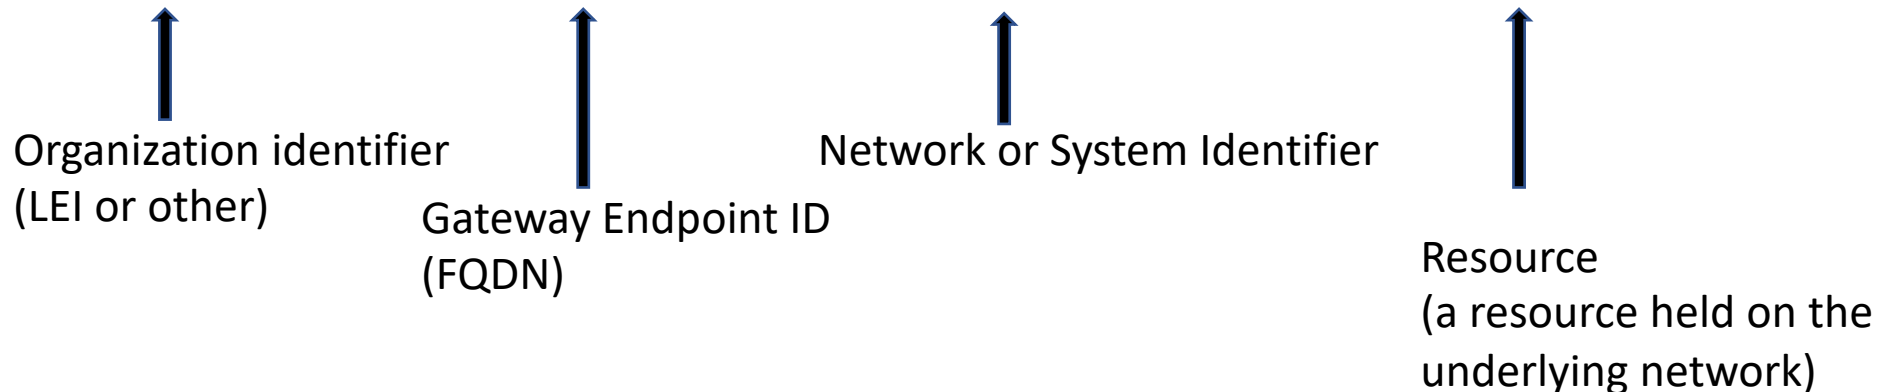 Organization identifier
(LEI or other)
Gateway Endpoint ID
(FQDN)
Network or System Identifier
Resource
(a resource held on the
underlying network)